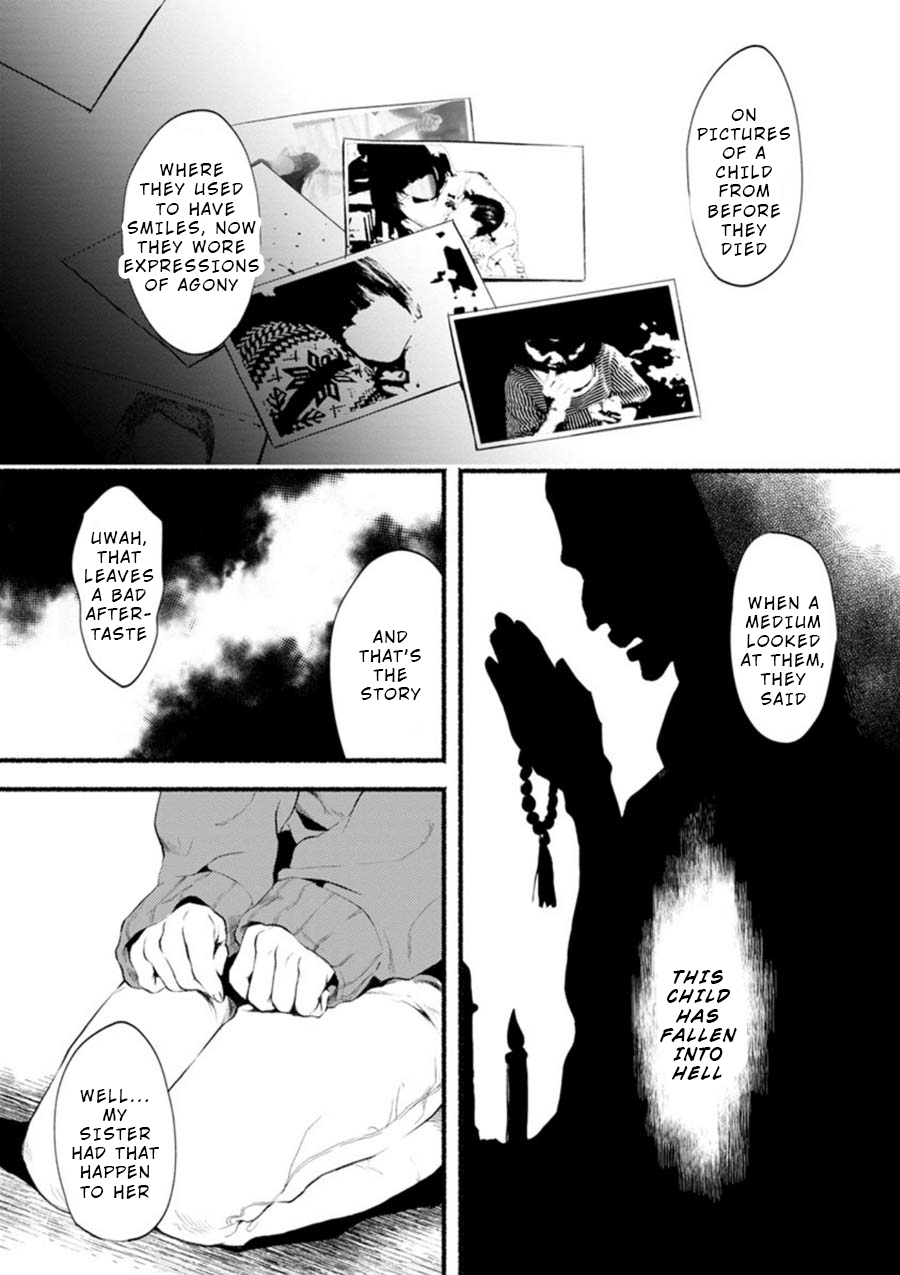 ON
PICTURES
OF A
CHILD
FROM
BEFORE
THEY
DIED
WHERE
THEY USED
TO HAVE
SMILES, NOW
THEY WORE
EXPRESSIONS
OF AGONY
WHEN A
MEDIUM
LOOKED
AT THEM,
THEY
SAID
THIS
CHILD
HAS
FALLEN
INTO
HELL
AND
THAT'S
THE
STORY
UWAH,
THAT
LEAVES
A BAD
AFTER-
TASTE
WELL...
MY
SISTER
HAD THAT
HAPPEN
TO HER